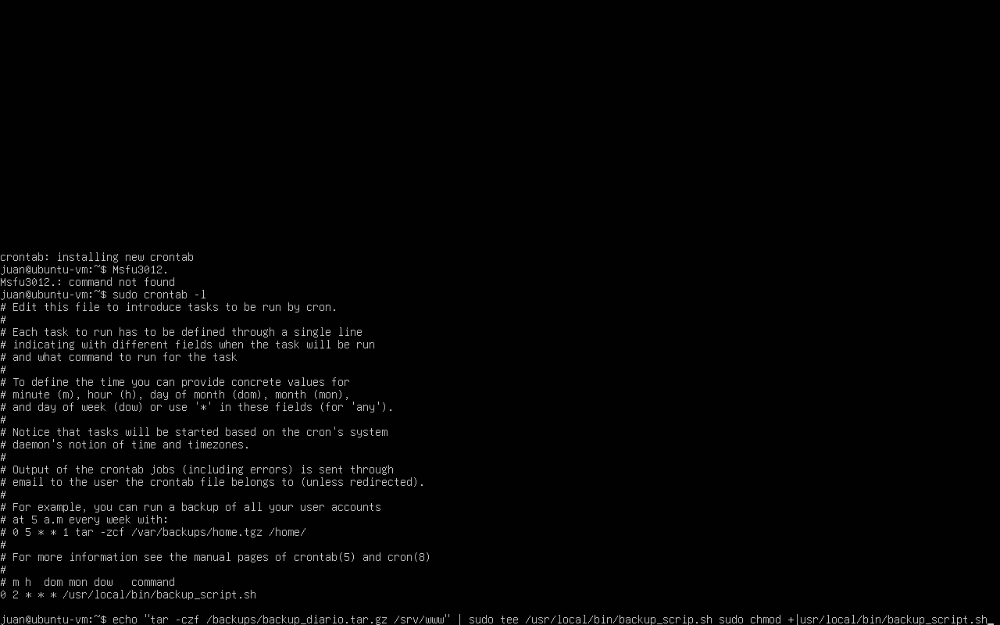 crontab: installing new crontab
juan@ubuntu-vm:~$ Msfu3012.
Msfu3012.: command not found
juan@ubuntu-vm:~$ sudo crontab -l
# Edit this file to introduce tasks to be run by cron.
#
# Each task to run has to be defined through a single line
# indicating with different fields when the task will be run
# and what command to run for the task
#
# To define the time you can provide concrete values for
# minute (m), hour (h), day of month (dom), month (mon),
# and day of week (dow) or use '*' in these fields (for 'any').
#
# Notice that tasks will be started based on the cron's system
# daemon's notion of time and timezones.
#
# Output of the crontab jobs (including errors) is sent through
# email to the user the crontab file belongs to (unless redirected).
#
# For example, you can run a backup of all your user accounts
# at 5 a.m every week with:
# 0 5 * * 1 tar -zcf /var/backups/home.tgz /home/
#
# For more information see the manual pages of crontab(5) and cron(8)
#
# m h  dom mon dow   command
0 2 * * * /usr/local/bin/backup_script.sh
juan@ubuntu-vm:~$ echo "tar -czf /backups/backup_diario.tar.gz /srv/www" | sudo tee /usr/local/bin/backup_scrip.sh sudo chmod +|usr/local/bin/backup_script.sh_